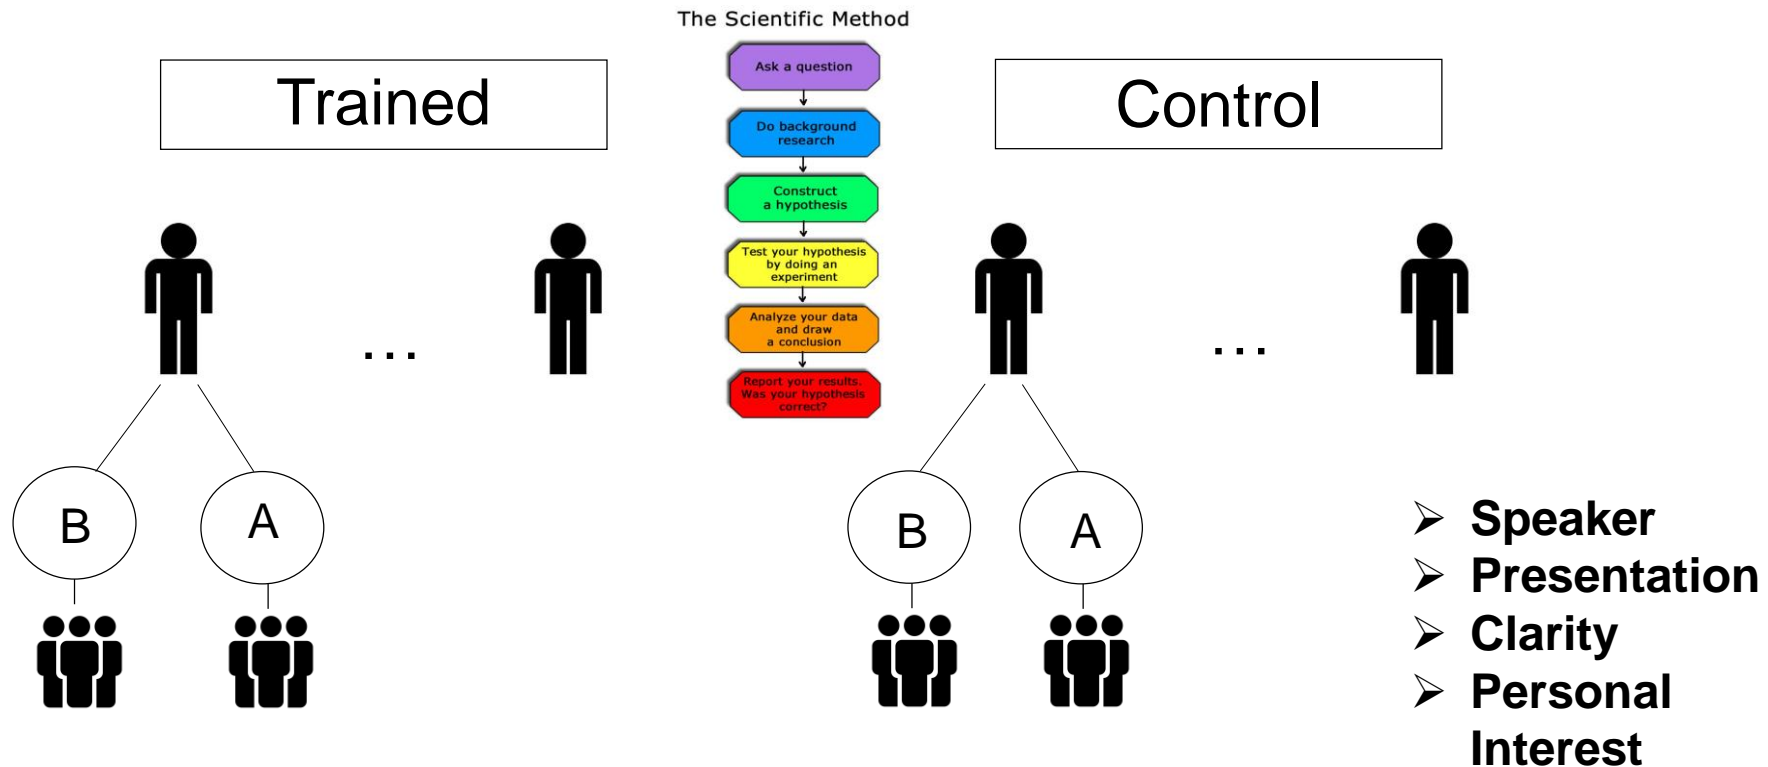 The Scientific Method
Trained
Ask a question
Do background
research
Construct
a hypothesis
Test your hypothesis
by doing an
experiment
Analyze your data
and draw
a conclusion
Report your results.
Was your hypothesis
correct?
Control
...
...
B
A
B
A
➢ Speaker
➢ Presentation
➢ Clarity
➢ Personal
Interest